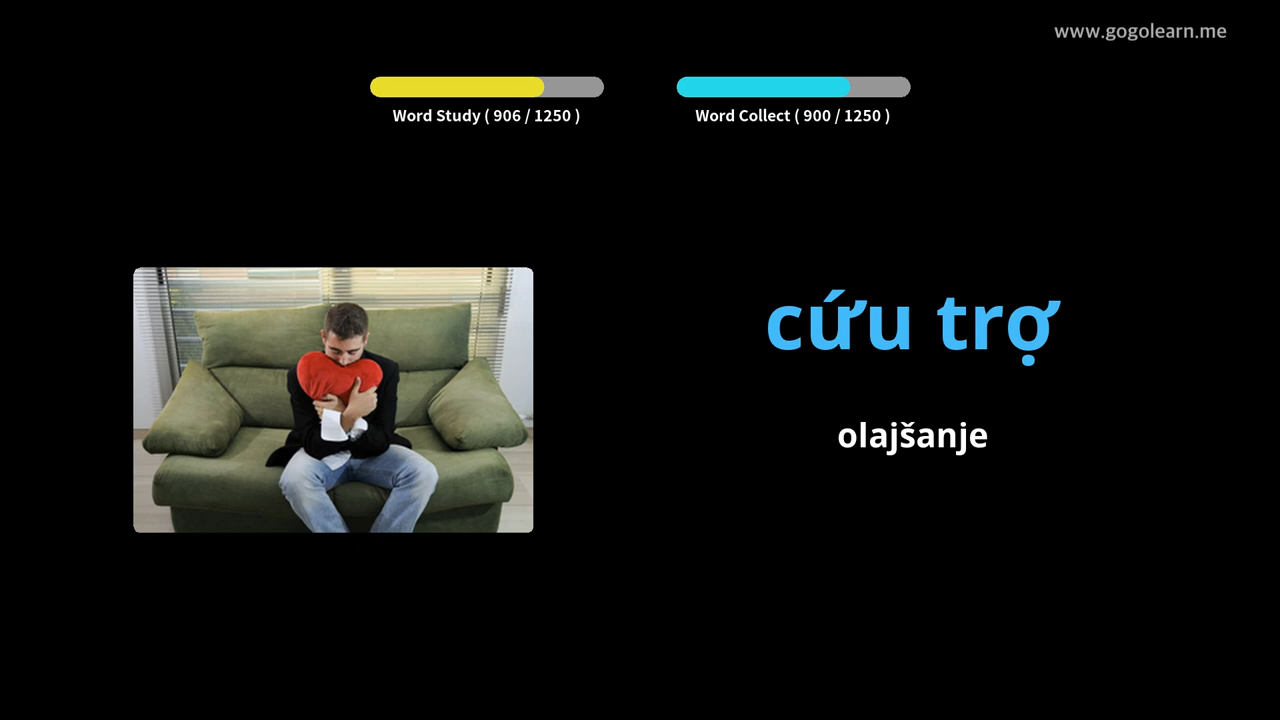 www.gogolearn.me
Word Study ( 906 / 1250 )
Word Collect ( 900 / 1250 )
cứu trợ
olajšanje